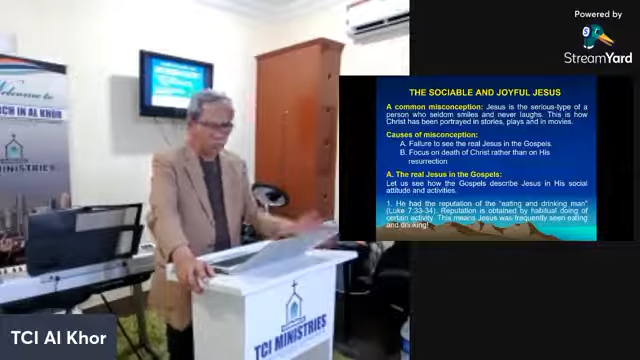 Powered by
StreamYard
Welcome to
RCH IN AL KHOR
NISTRIES
THE SOCIABLE AND JOYFUL JESUS
A common misconception: Jesus is the serious-type of a
person who seldom smiles and never laughs. This is how
Christ has been portrayed in stories, plays and in movies.
Causes of misconception:
A. Failure to see the real Jesus in the Gospels.
B. Focus on death of Christ rather than on His
resurrection
A. The real Jesus in the Gospels:
Let us see how the Gospels describe Jesus in His social
attitude and activities.
1. He had the reputation of the "eating and drinking man"
(Luke 7:33-34). Reputation is obtained by habitual doing of
certain activity. This means Jesus was frequently seen eating
and drinking!
TCI MINISTRIES
TCI Al Khor